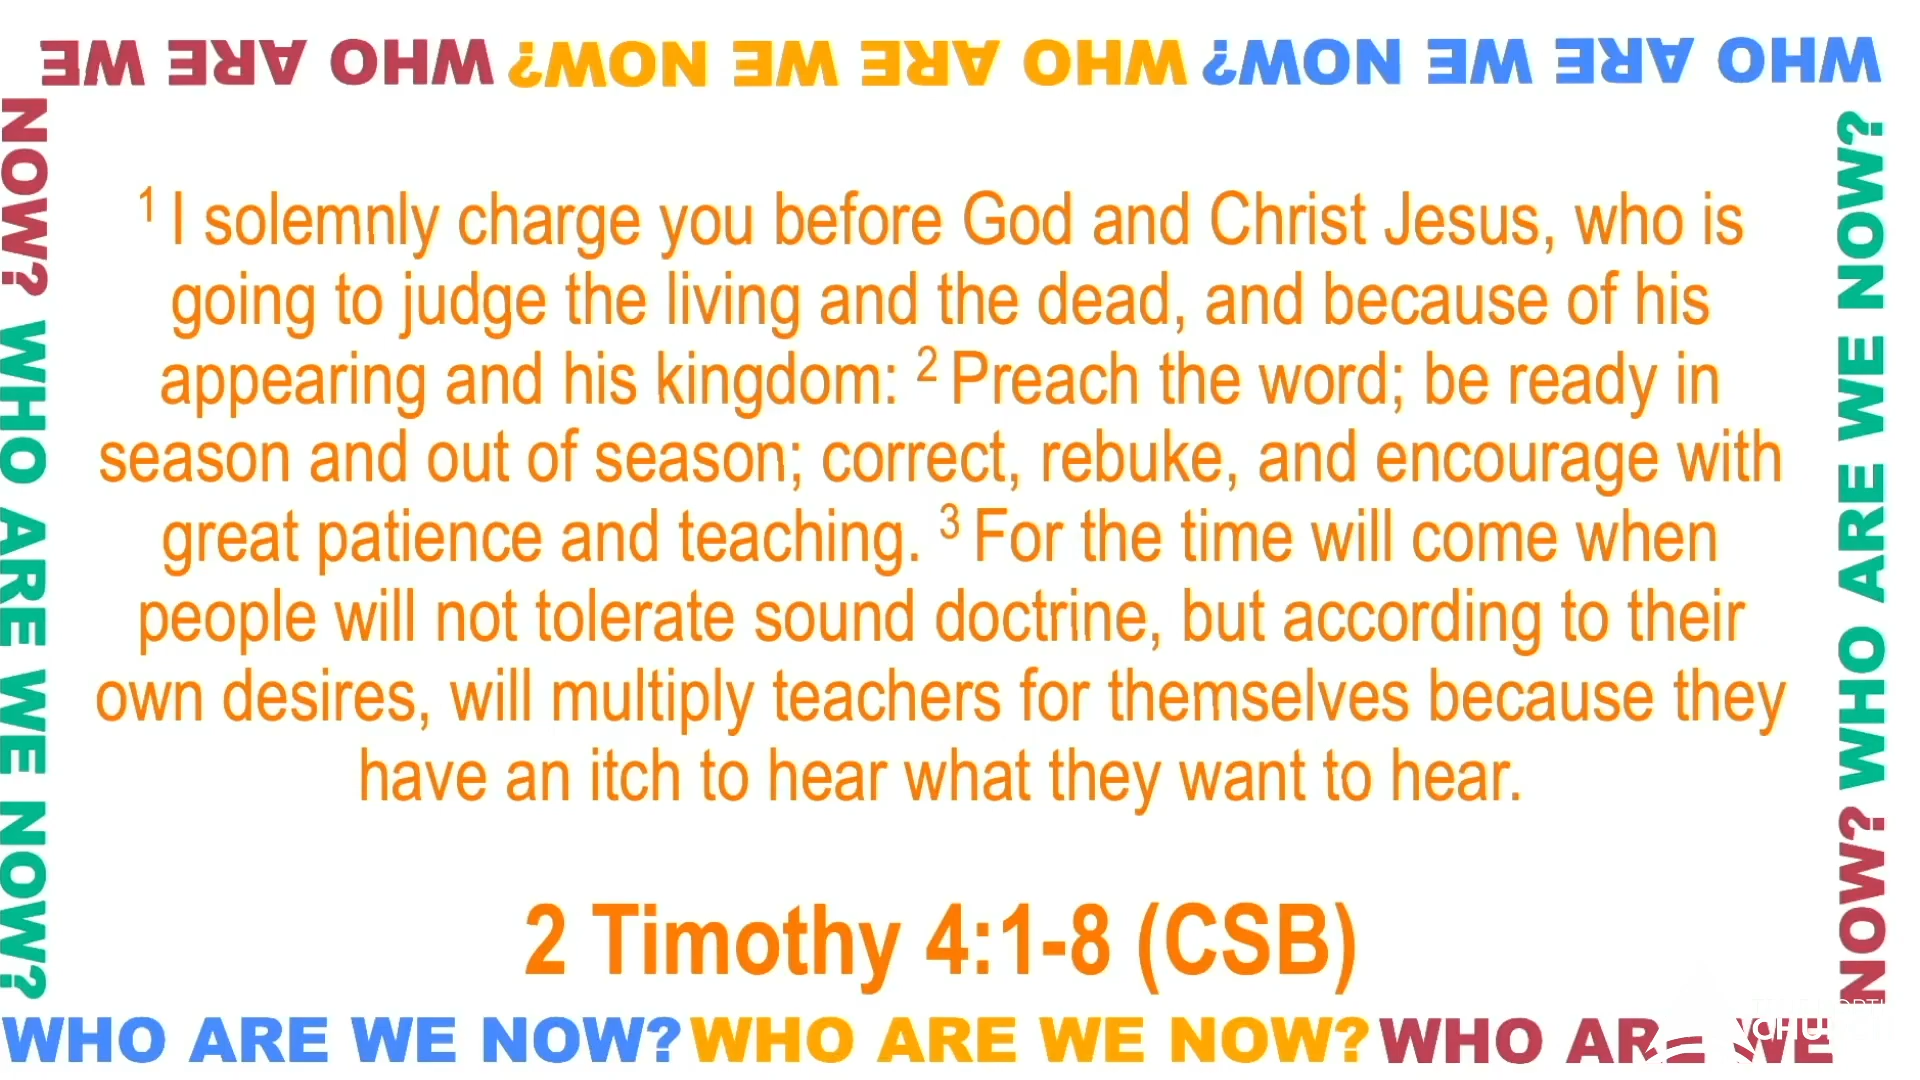 WHO ARE WE NOW? WHO ARE WE NOW? WHO ARE WE
NOW? WHO ARE WE NOW?
1 I solemnly charge you before God and Christ Jesus, who is
going to judge the living and the dead, and because of his
appearing and his kingdom: 2 Preach the word; be ready in
season and out of season; correct, rebuke, and encourage with
great patience and teaching. 3 For the time will come when
people will not tolerate sound doctrine, but according to their
own desires, will multiply teachers for themselves because they
have an itch to hear what they want to hear.
2 Timothy 4:1-8 (CSB)
WHO ARE WE NOW? WHO ARE WE NOW? WHO ARE WE
NOW? WHO ARE WE NOW?